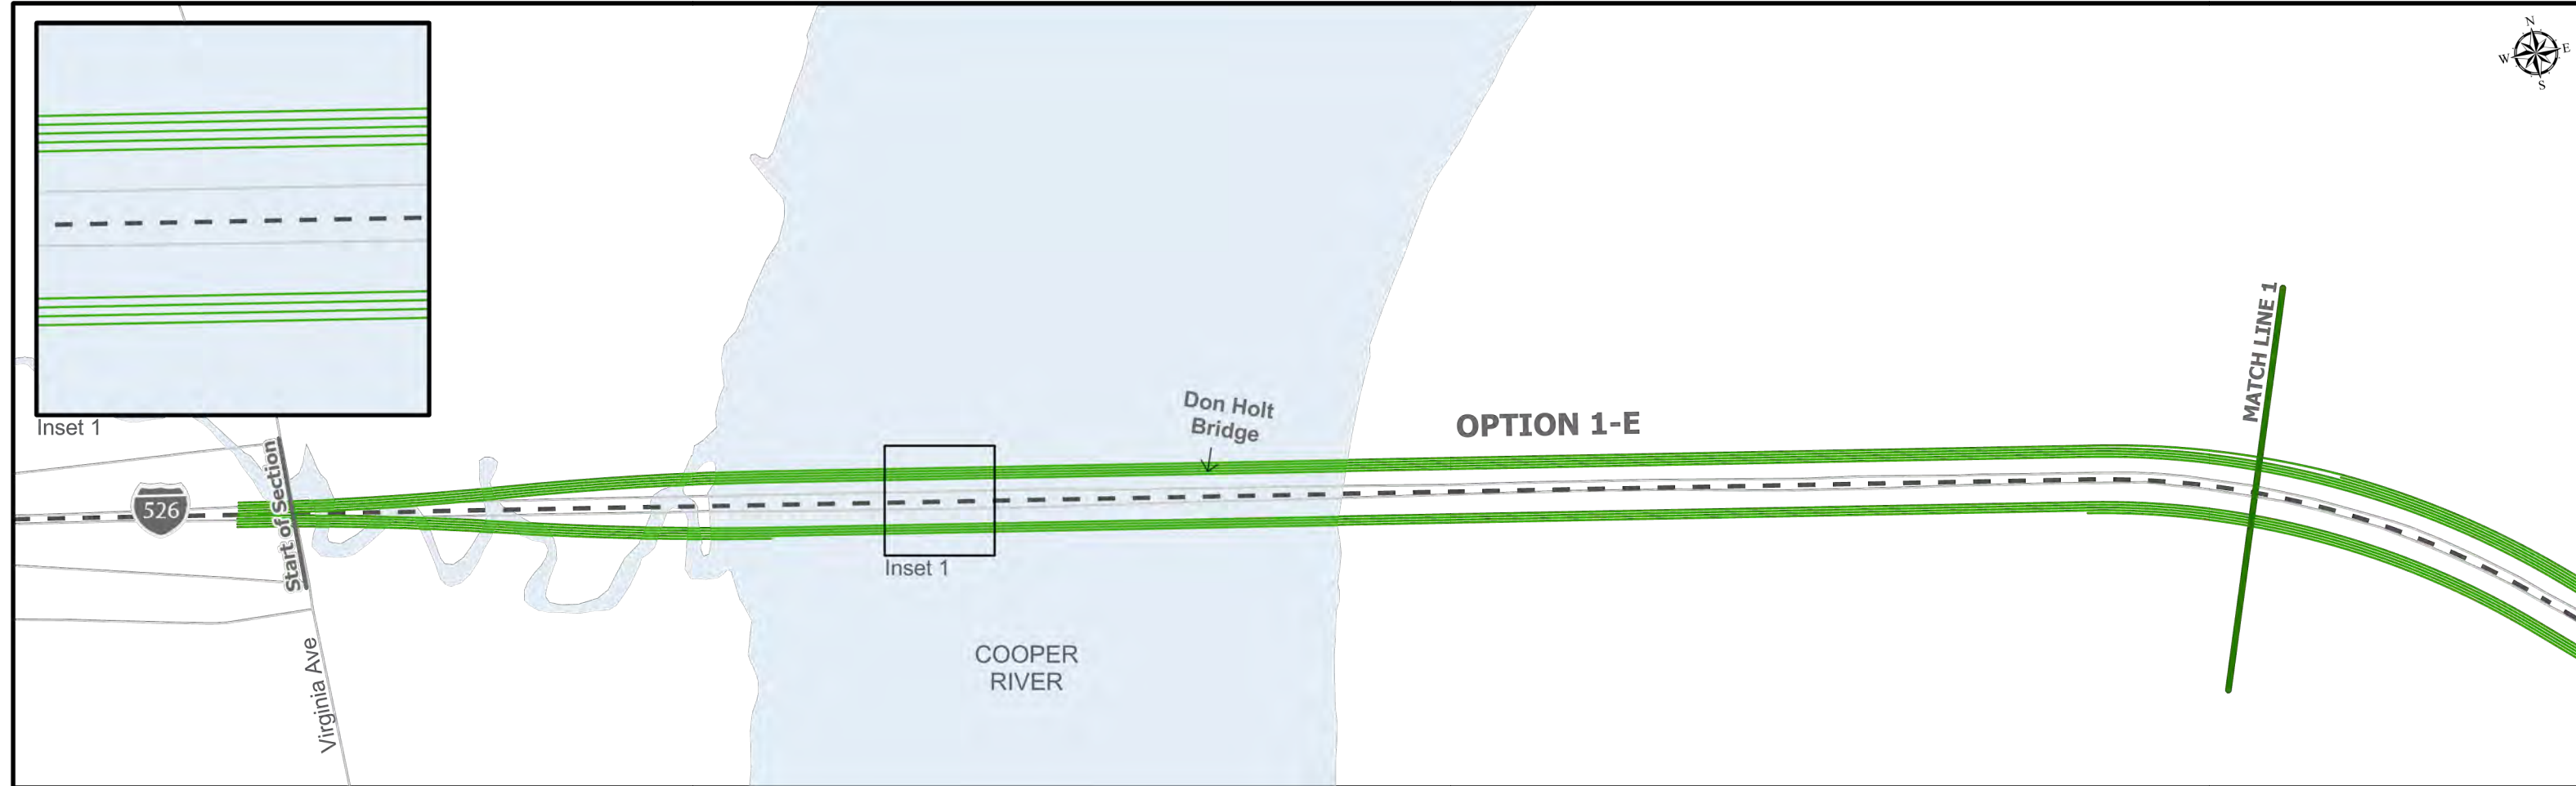 N
W
E
S
Inset 1
526
Start of Section
Virginia Ave
Don Holt
Bridge
Inset 1
COOPER
RIVER
OPTION 1-E
MATCH LINE 1